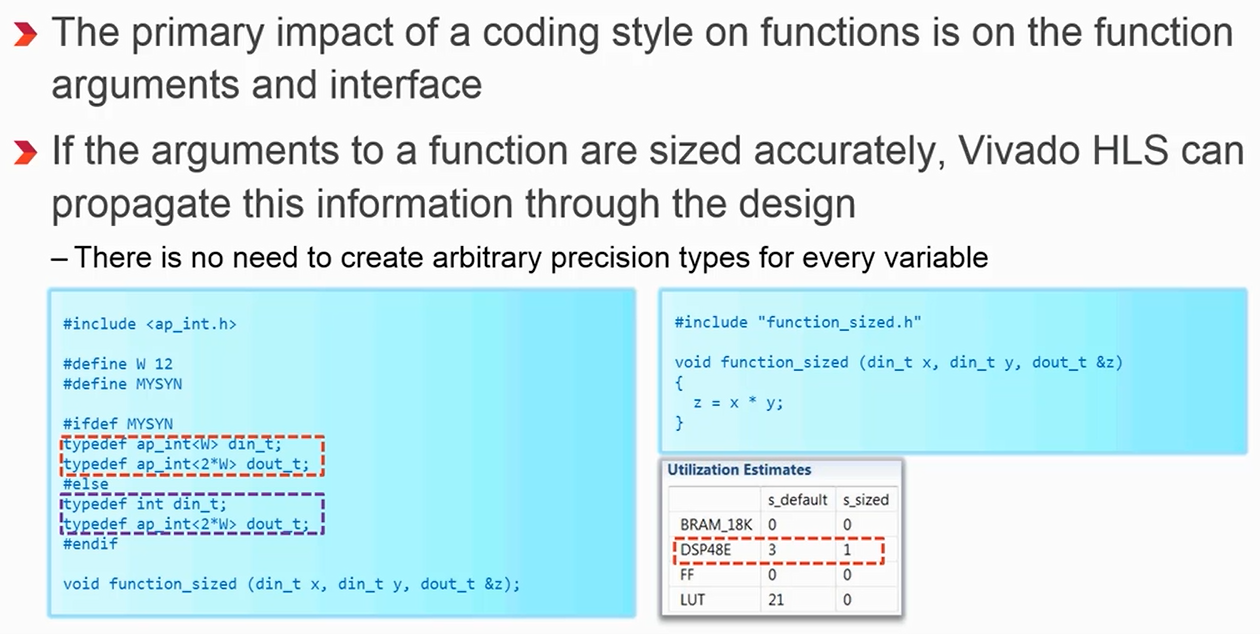 The primary impact of a coding style on functions is on the function
arguments and interface
If the arguments to a function are sized accurately, Vivado HLS can
propagate this information through the design
– There is no need to create arbitrary precision types for every variable
#include <ap_int.h>
#define W 12
#define MYSYN
#ifdef MYSYN
typedef ap_int<W> din_t;
typedef ap_int<2*W> dout_t;
#else
typedef int din_t;
typedef ap_int<2*W> dout_t;
#endif
void function_sized (din_t x, din_t y, dout_t &z);
#include "function_sized.h"
void function_sized (din_t x, din_t y, dout_t &z)
{
z = x * y;
}
Utilization Estimates
s_default s_sized
BRAM_18K 0 0
DSP48E 3 1
FF 0 0
LUT 21 0